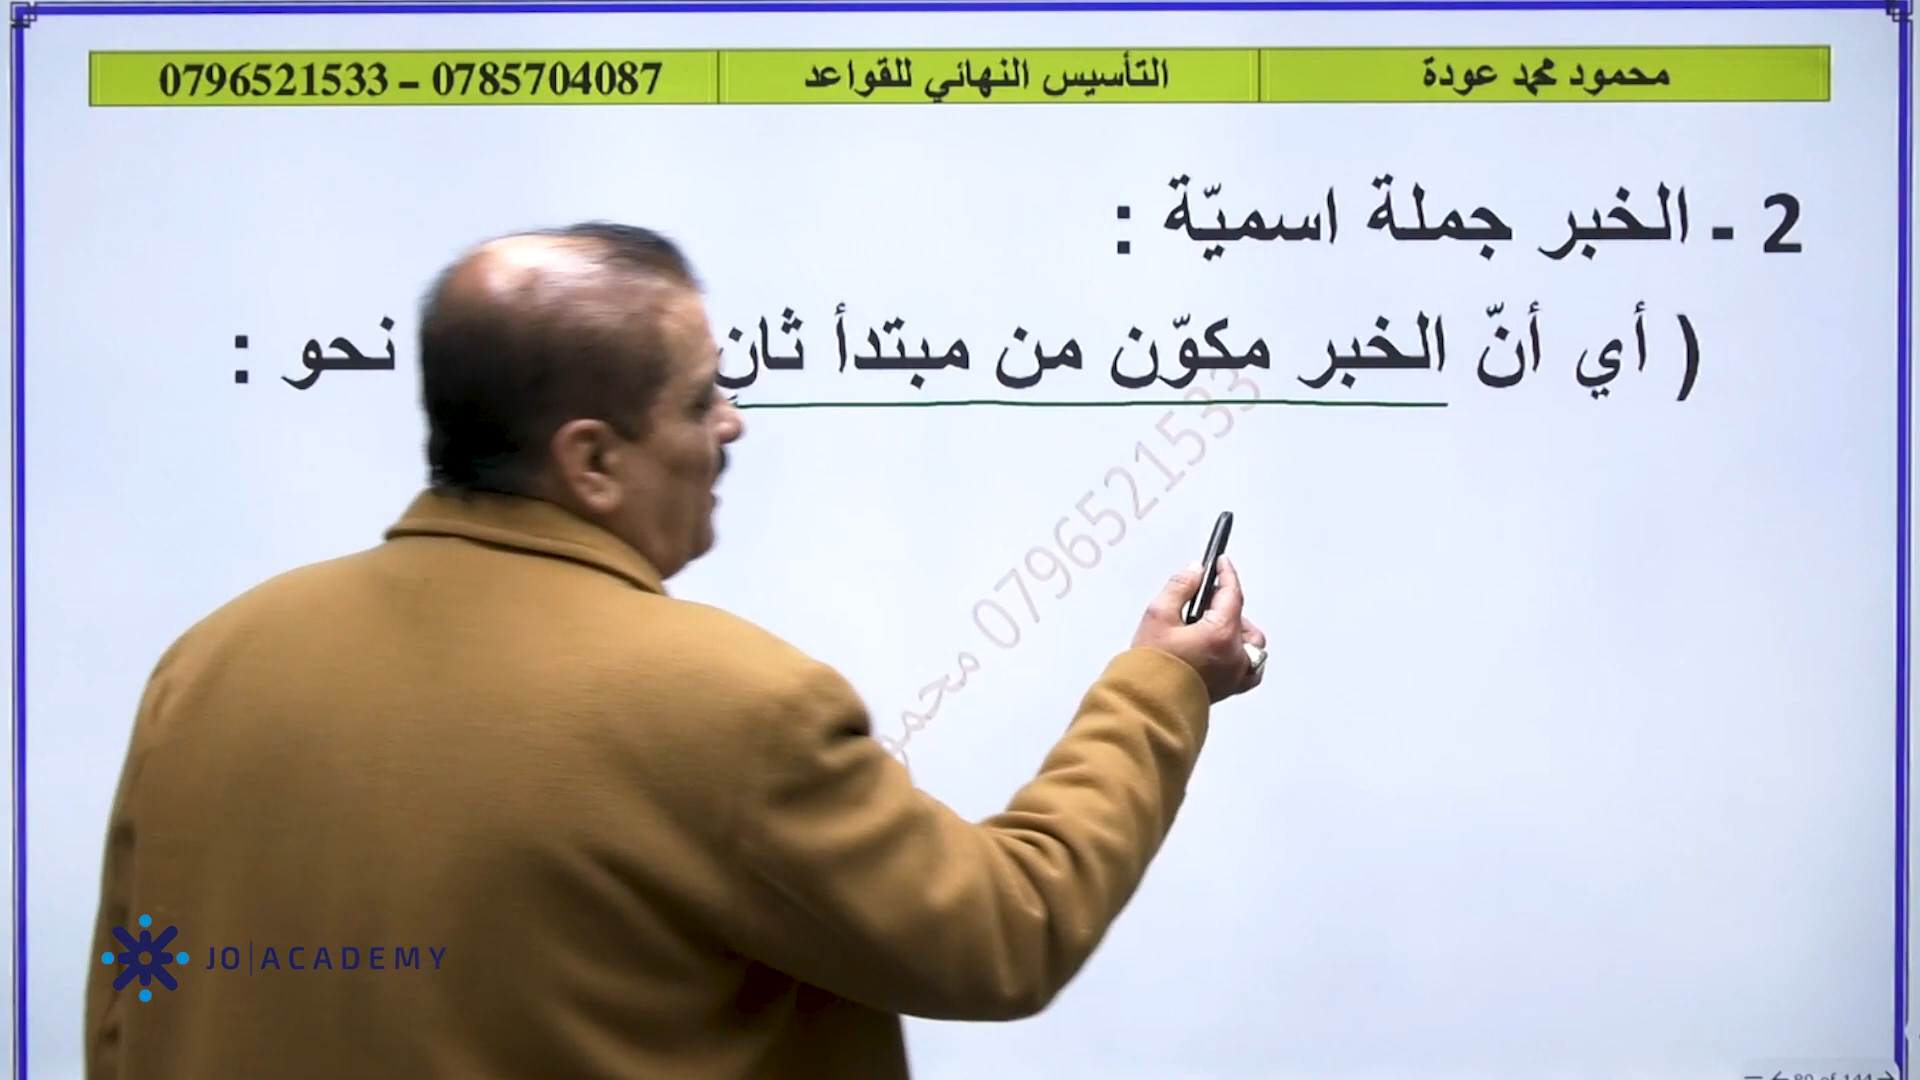 محمود محمد عودة
التأسيس النهائي للقواعد
0796521533 – 0785704087
2 - الخبر جملة اسميّة :
( أي أنّ الخبر مكوّن من مبتدأ ثانٍ نحو :
0796521533
JO ACADEMY